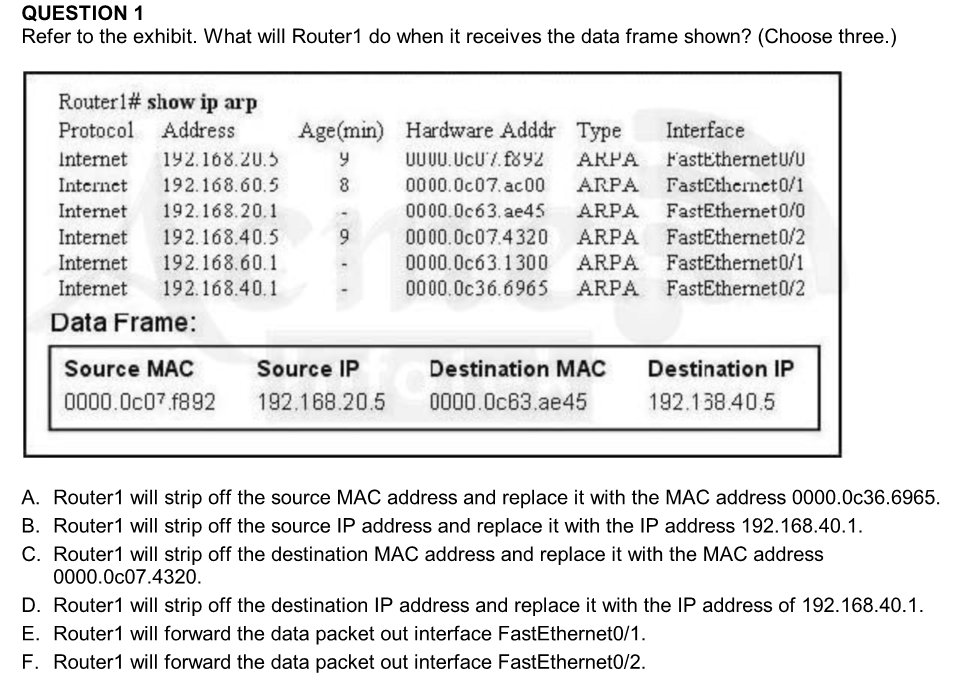 QUESTION 1
Refer to the exhibit. What will Router1 do when it receives the data frame shown? (Choose three.)
Router1# show ip arp
Protocol Address Age(min) Hardware Adddr Type Interface
Internet 192.168.20.5 9 0000.0c07.f892 ARPA FastEthernet0/0
Internet 192.168.60.5 8 0000.0c07.ac00 ARPA FastEthernet0/1
Internet 192.168.20.1 - 0000.0c63.ae45 ARPA FastEthernet0/0
Internet 192.168.40.5 9 0000.0c07.4320 ARPA FastEthernet0/2
Internet 192.168.60.1 - 0000.0c63.1300 ARPA FastEthernet0/1
Internet 192.168.40.1 - 0000.0c36.6965 ARPA FastEthernet0/2
Data Frame:
Source MAC Source IP Destination MAC Destination IP
0000.0c07.f892 192.168.20.5 0000.0c63.ae45 192.168.40.5
A. Router1 will strip off the source MAC address and replace it with the MAC address 0000.0c36.6965.
B. Router1 will strip off the source IP address and replace it with the IP address 192.168.40.1.
C. Router1 will strip off the destination MAC address and replace it with the MAC address
0000.0c07.4320.
D. Router1 will strip off the destination IP address and replace it with the IP address of 192.168.40.1.
E. Router1 will forward the data packet out interface FastEthernet0/1.
F. Router1 will forward the data packet out interface FastEthernet0/2.